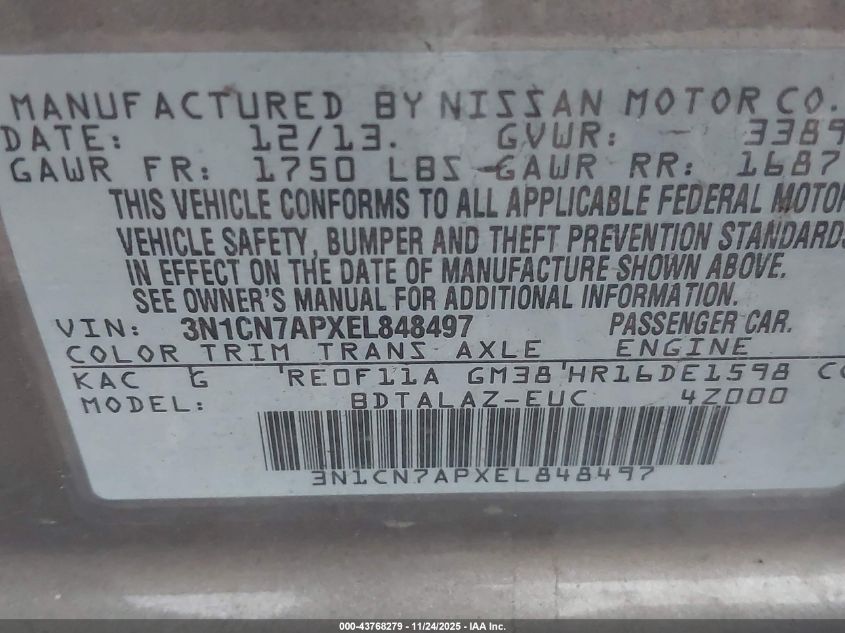 MANUFACTURED BY NISSAN MOTOR CO.
DATE: 12/13. GVWR: 3389
GAWR FR: 1750 LBS GAWR RR: 1687
THIS VEHICLE CONFORMS TO ALL APPLICABLE FEDERAL MOTOR
VEHICLE SAFETY, BUMPER AND THEFT PREVENTION STANDARDS
IN EFFECT ON THE DATE OF MANUFACTURE SHOWN ABOVE.
SEE OWNER'S MANUAL FOR ADDITIONAL INFORMATION.
VIN: 3N1CN7APXEL848497 PASSENGER CAR.
COLOR TRIM TRANS AXLE ENGINE
KAC G RE0F11A GM38 HR16DE1598 CC
MODEL: BDTALAZ-EUC 4Z000
3N1CN7APXEL848497
000-43768279 - 11/24/2025 - IAA Inc.